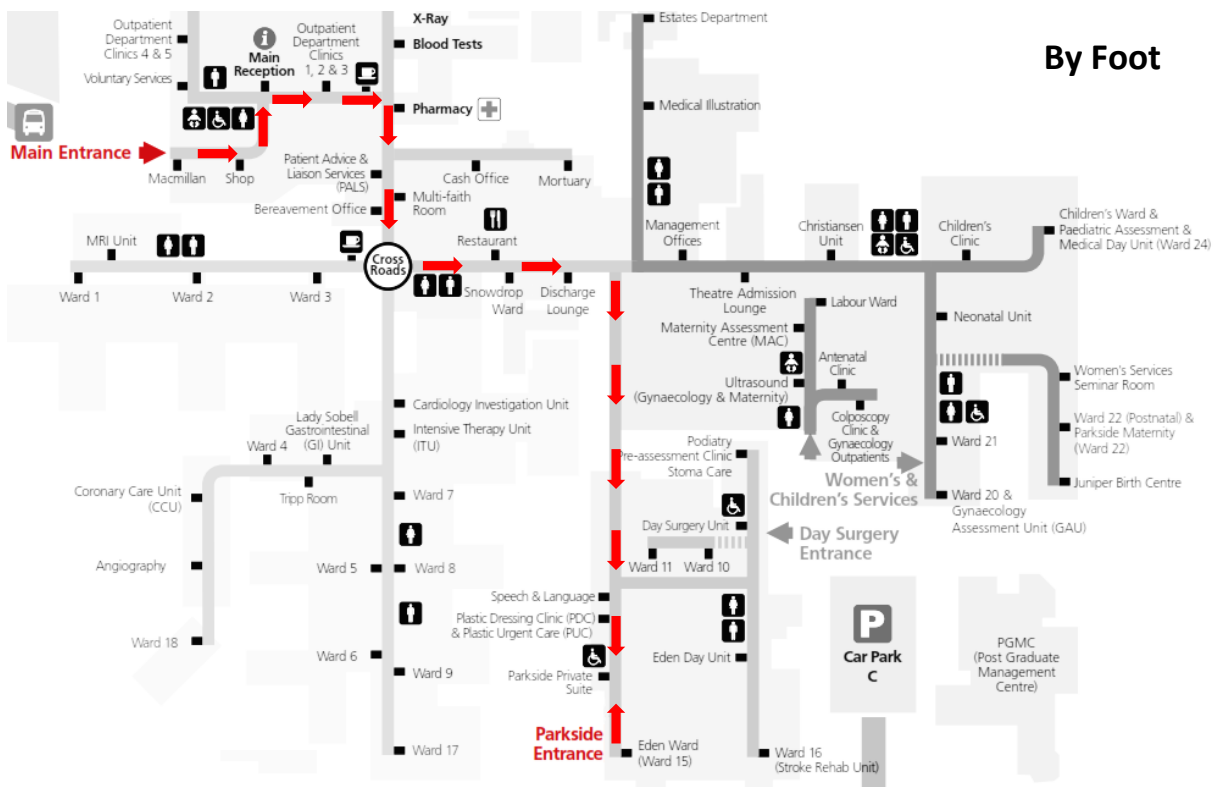 By Foot
X-Ray
Blood Tests
Estates Department
Outpatient
Department
Clinics 4 & 5
Voluntary Services
i
Main
Reception
Outpatient
Department
Clinics
1, 2 & 3
Pharmacy
Medical Illustration
Main Entrance
Macmillan
Shop
Patient Advice &
Liaison Services
(PALS)
Cash Office
Mortuary
Bereavement Office
Multi-faith
Room
MRI Unit
Restaurant
Management
Offices
Christiansen
Unit
Children's
Clinic
Children's Ward &
Paediatric Assessment &
Medical Day Unit (Ward 24)
Cross
Roads
Ward 1
Ward 2
Ward 3
Snowdrop
Ward
Discharge
Lounge
Theatre Admission
Lounge
Labour Ward
Neonatal Unit
Maternity Assessment
Centre (MAC)
Antenatal
Clinic
Ultrasound
(Gynaecology & Maternity)
Women's Services
Seminar Room
Cardiology Investigation Unit
Intensive Therapy Unit
(ITU)
Colposcopy
Clinic &
Gynaecology
Outpatients
Ward 22 (Postnatal) &
Parkside Maternity
(Ward 22)
Lady Sobell
Gastrointestinal
(GI) Unit
Ward 4
Podiatry
Pre-assessment Clinic
Stoma Care
Ward 21
Women's &
Children's Services
Juniper Birth Centre
Coronary Care Unit
(CCU)
Tripp Room
Ward 7
Ward 20 &
Gynaecology
Assessment Unit (GAU)
Day Surgery Unit
Day Surgery
Entrance
Angiography
Ward 5
Ward 8
Ward 11
Ward 10
Speech & Language
Plastic Dressing Clinic (PDC)
& Plastic Urgent Care (PUC)
P
Car Park
C
PGMC
(Post Graduate
Management
Centre)
Ward 18
Ward 6
Ward 9
Parkside Private
Suite
Eden Day Unit
Parkside
Entrance
Ward 17
Eden Ward
(Ward 15)
Ward 16
(Stroke Rehab Unit)